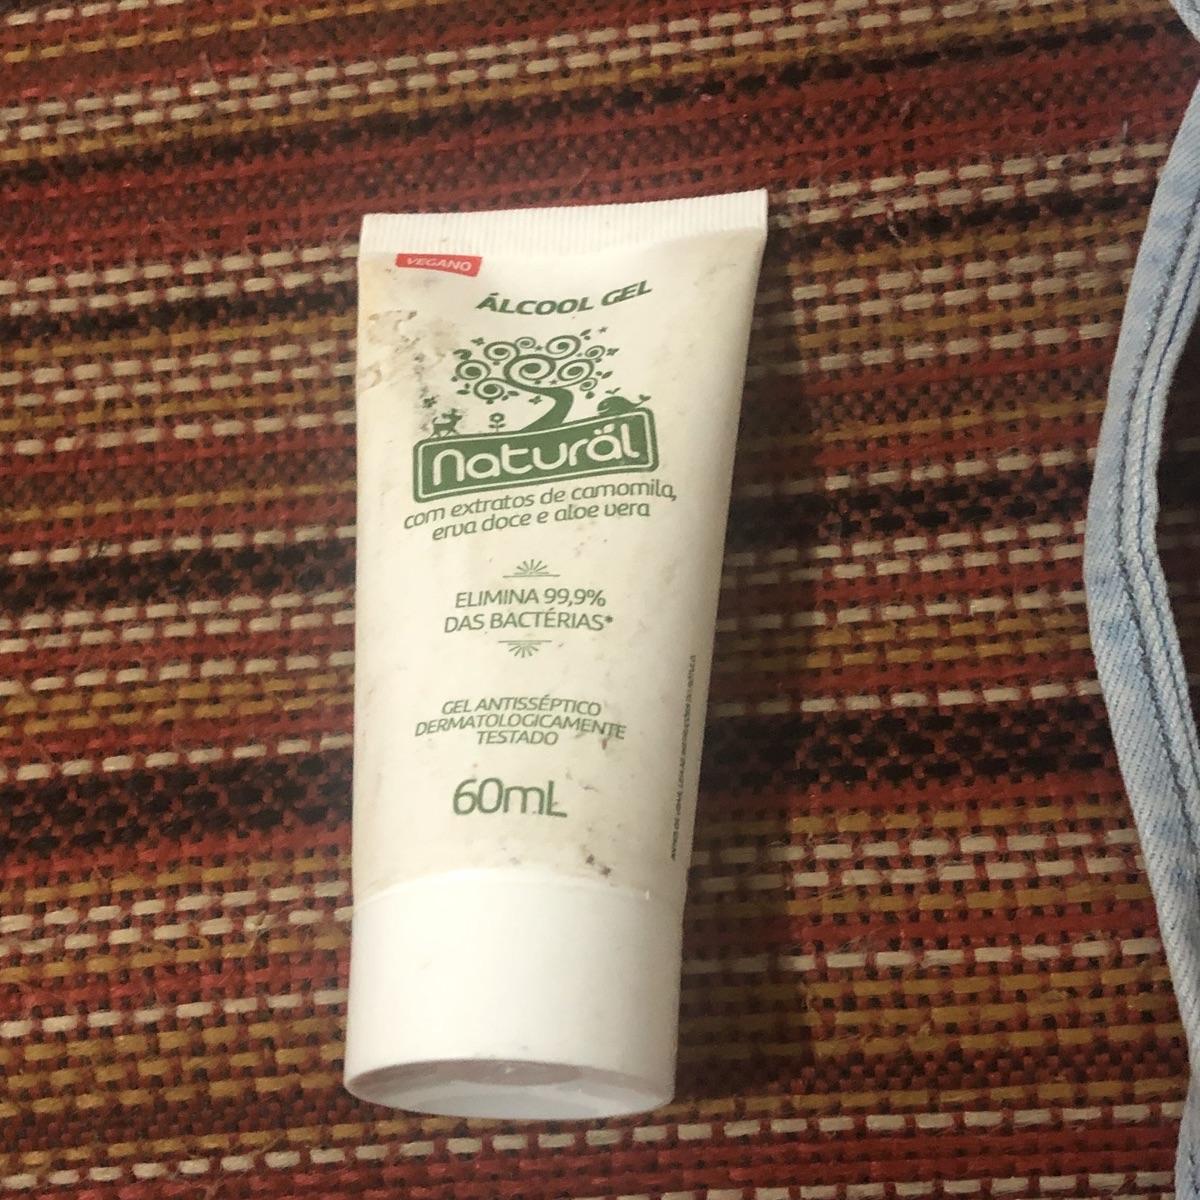 VEGANO
ÁLCOOL GEL
naturäl
com extratos de camomila,
erva doce e aloe vera
ELIMINA 99,9%
DAS BACTÉRIAS*
GEL ANTISSÉPTICO
DERMATOLOGICAMENTE
TESTADO
60mL